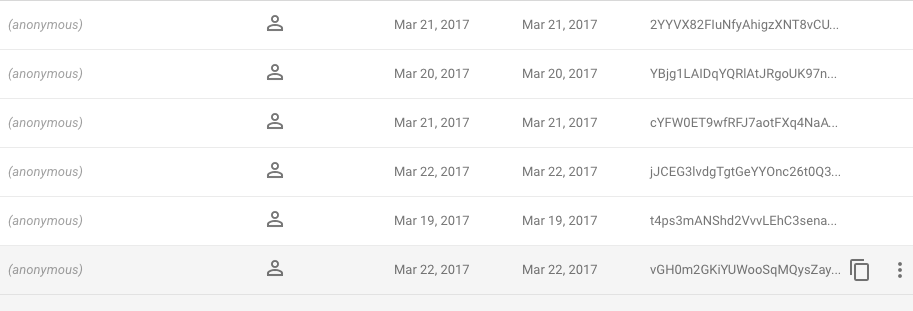 (anonymous) Mar 21, 2017 Mar 21, 2017 2YYVX82FIuNfyAhigzXNT8vCU...
(anonymous) Mar 20, 2017 Mar 20, 2017 YBjg1LAIDqYQRlAtJRgoUK97n...
(anonymous) Mar 21, 2017 Mar 21, 2017 cYFW0ET9wfRFJ7aotFXq4NaA...
(anonymous) Mar 22, 2017 Mar 22, 2017 jJCEG3lvdgTgtGeYYOnc26t0Q3...
(anonymous) Mar 19, 2017 Mar 19, 2017 t4ps3mANShd2VvvLEhC3sena...
(anonymous) Mar 22, 2017 Mar 22, 2017 vGH0m2GKiYUWooSqMQysZay...